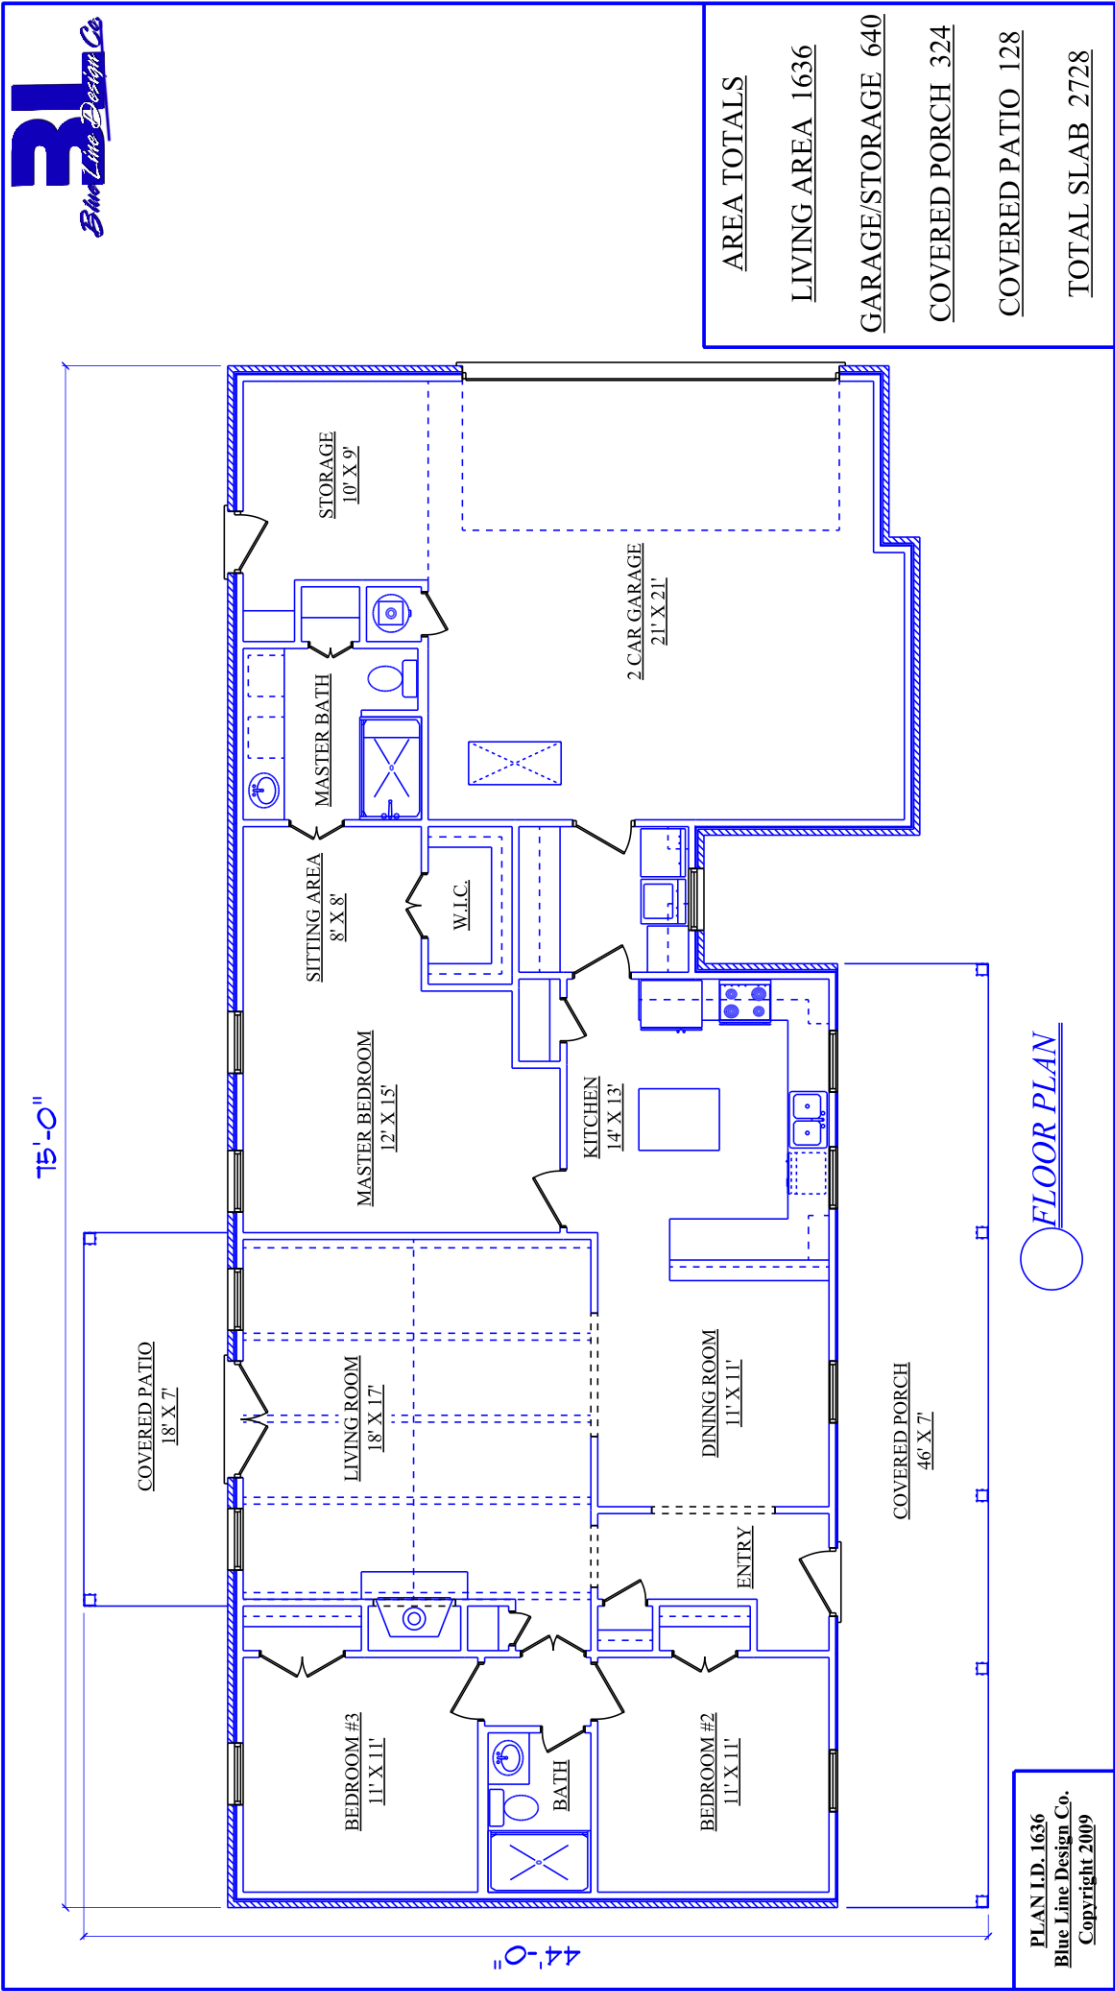 BL
Blue Line Design Co
75'-0"
44'-0"
COVERED PATIO
18' X 7'
BEDROOM #3
11' X 11'
LIVING ROOM
18' X 17'
MASTER BEDROOM
12' X 15'
SITTING AREA
8' X 8'
MASTER BATH
STORAGE
10' X 9'
W.I.C.
BATH
KITCHEN
14' X 13'
2 CAR GARAGE
21' X 21'
BEDROOM #2
11' X 11'
ENTRY
DINING ROOM
11' X 11'
COVERED PORCH
46' X 7'
FLOOR PLAN
PLAN I.D. 1636
Blue Line Design Co.
Copyright 2009
AREA TOTALS
LIVING AREA 1636
GARAGE/STORAGE 640
COVERED PORCH 324
COVERED PATIO 128
TOTAL SLAB 2728